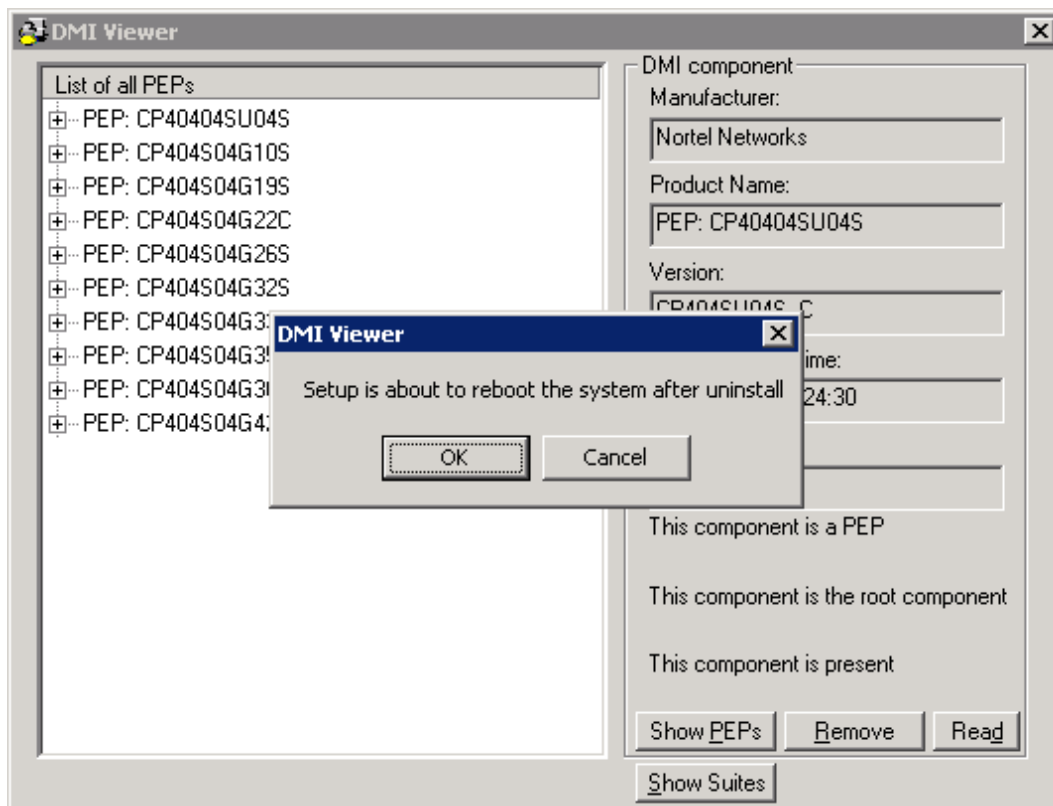 DMI Viewer
List of all PEPs
PEP: CP40404SU04S
PEP: CP404S04G10S
PEP: CP404S04G19S
PEP: CP404S04G22C
PEP: CP404S04G26S
PEP: CP404S04G32S
PEP: CP404S04G3
PEP: CP404S04G3
PEP: CP404S04G3
PEP: CP404S04G4
DMI component
Manufacturer:
Nortel Networks
Product Name:
PEP: CP40404SU04S
Version:
CP404SU04S_C
ime:
24:30
This component is a PEP
This component is the root component
This component is present
Show PEPs
Remove
Read
Show Suites
DMI Viewer
Setup is about to reboot the system after uninstall
OK
Cancel